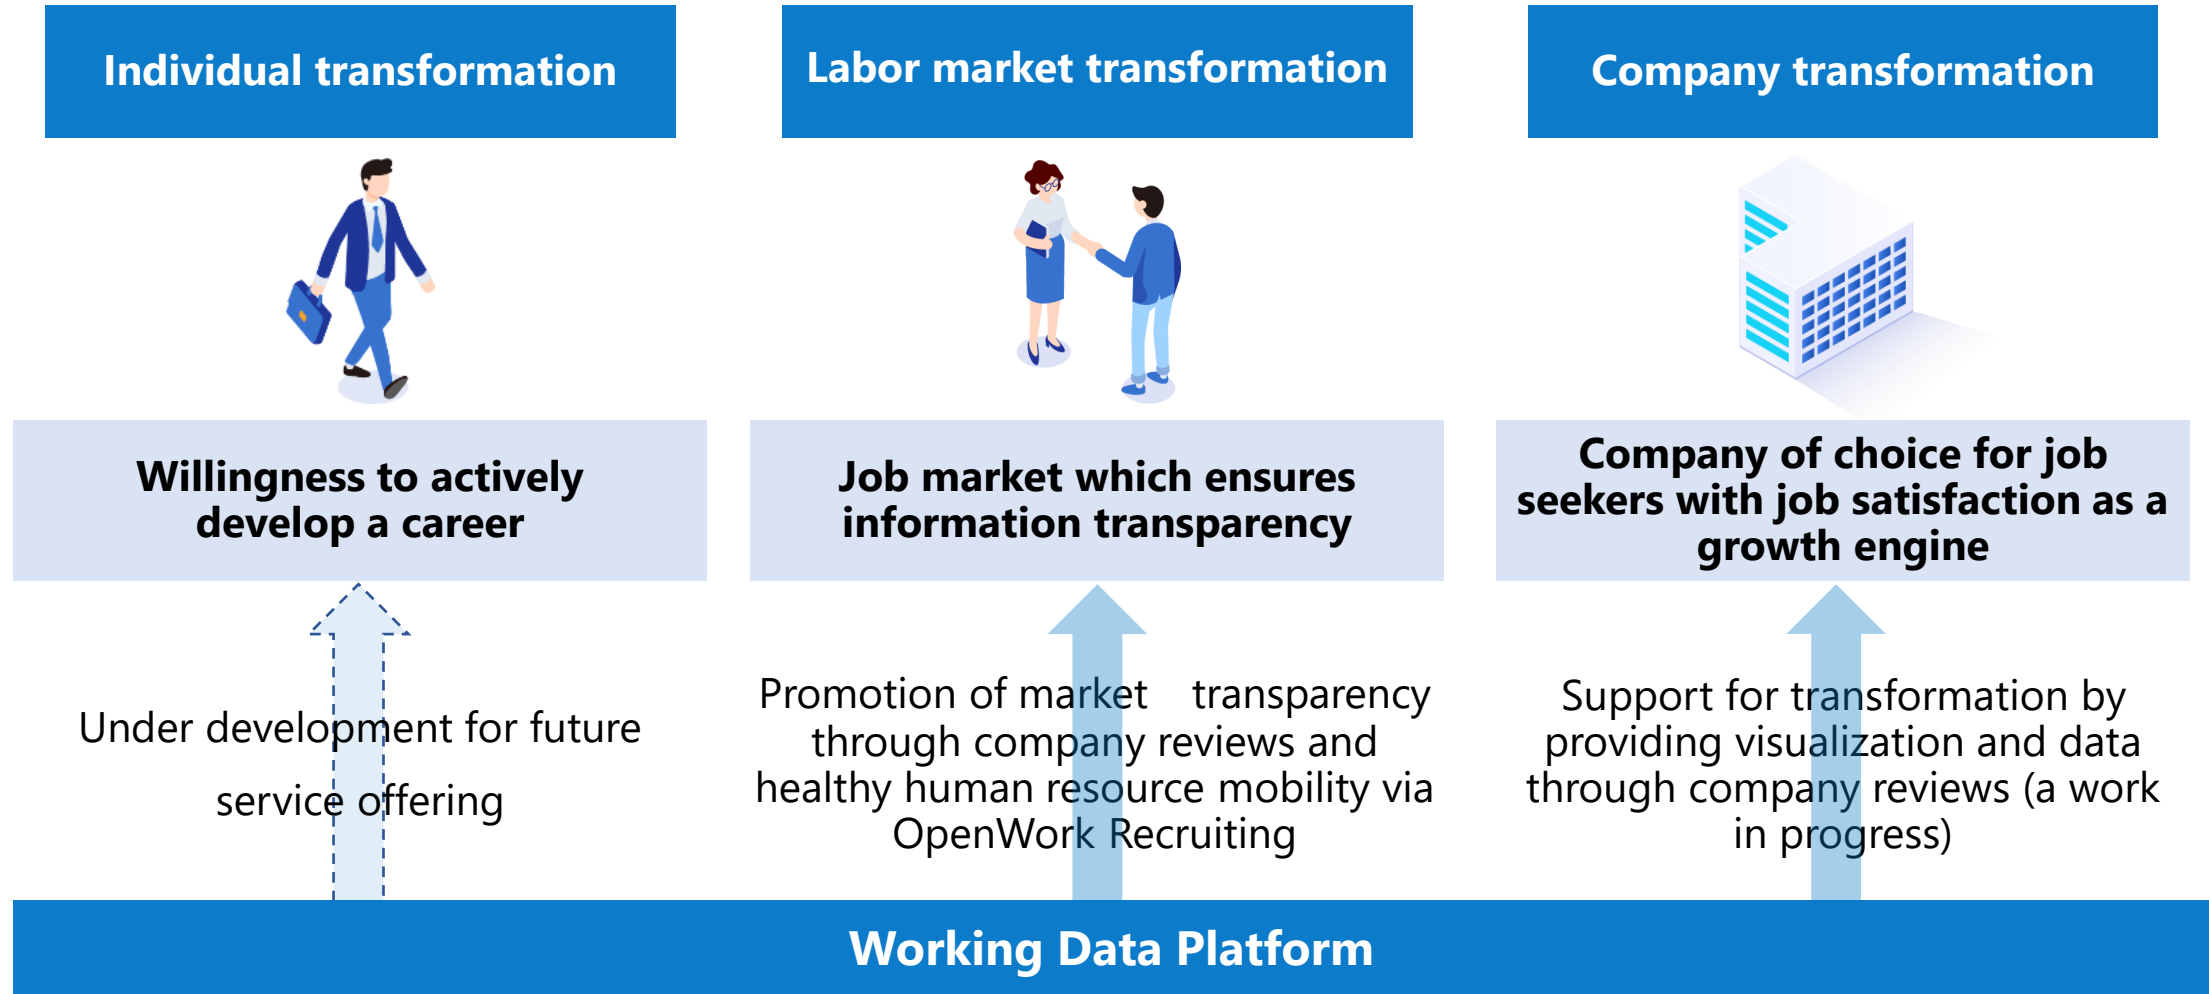 Individual transformation
Labor market transformation
Company transformation
Willingness to actively
develop a career
Job market which ensures
information transparency
Company of choice for job
seekers with job satisfaction as a
growth engine
Under development for future
service offering
Promotion of market transparency
through company reviews and
healthy human resource mobility via
OpenWork Recruiting
Support for transformation by
providing visualization and data
through company reviews (a work
in progress)
Working Data Platform